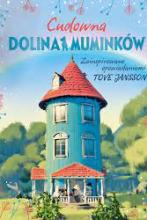 Cudowna
DOLINA MUMINKÓW
Zainspirowane
opowiadaniami
TOVE JANSSON